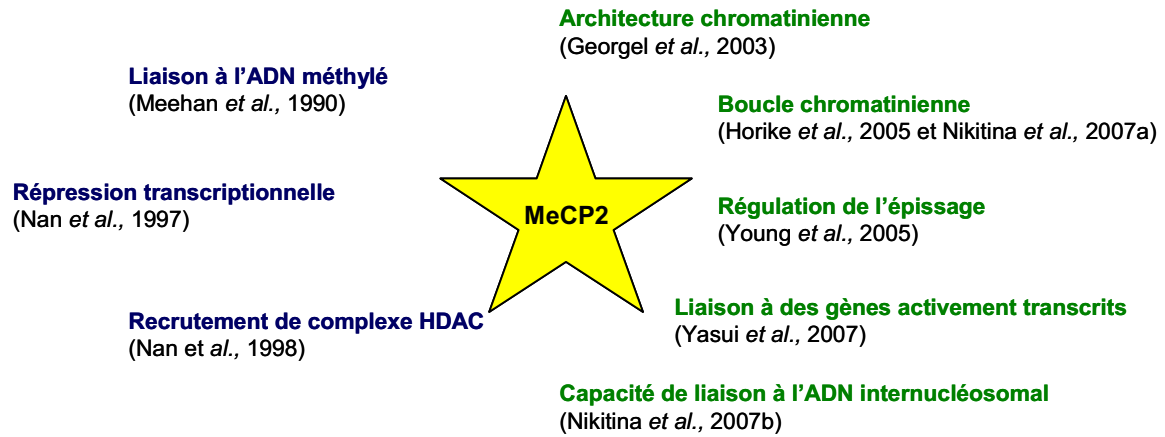 Architecture chromatinienne
(Georgel et al., 2003)
Liaison à l'ADN méthylé
(Meehan et al., 1990)
Boucle chromatinienne
(Horike et al., 2005 et Nikitina et al., 2007a)
Répression transcriptionnelle
(Nan et al., 1997)
MeCP2
Régulation de l'épissage
(Young et al., 2005)
Recrutement de complexe HDAC
(Nan et al., 1998)
Liaison à des gènes activement transcrits
(Yasui et al., 2007)
Capacité de liaison à l'ADN internucléosomal
(Nikitina et al., 2007b)